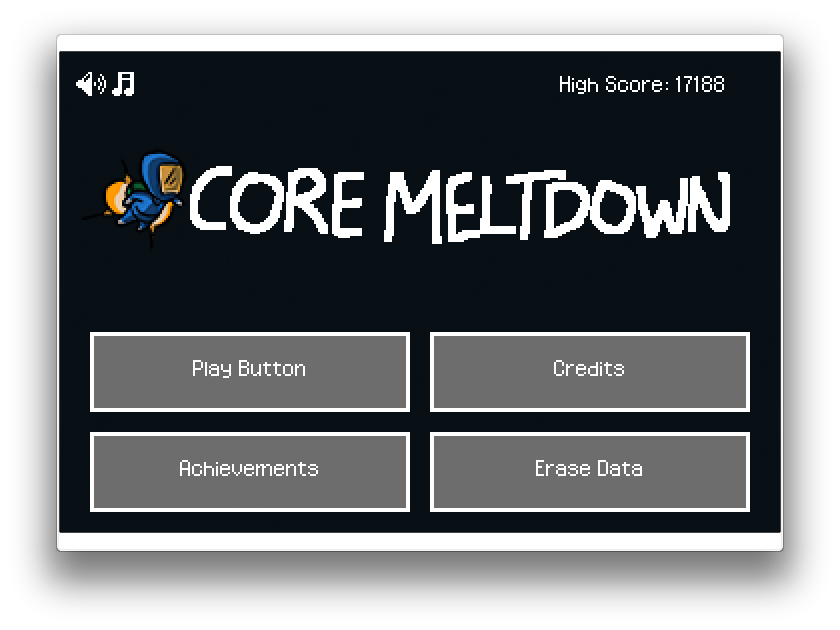 High Score: 17188
CORE MELTDOWN
Play Button
Credits
Achievements
Erase Data